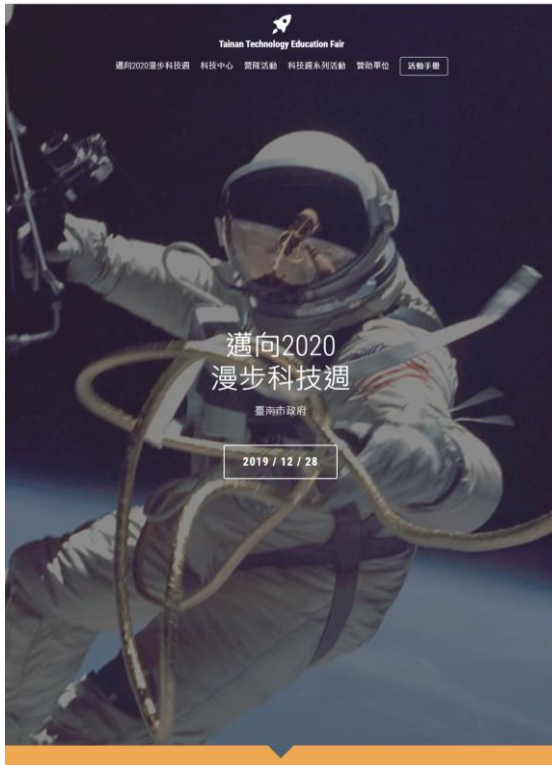 Tainan Technology Education Fair
邁向2020漫步科技週 科技中心 營隊活動 科技週系列活動 贊助單位 活動手冊
邁向2020
漫步科技週
臺南市政府
2019 / 12 / 28